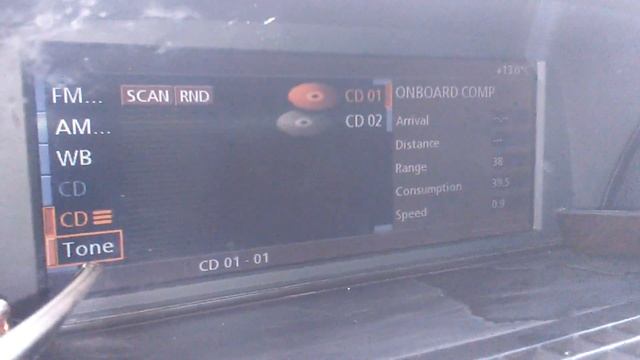 +13.6°C
FM... SCAN RND CD 01 ONBOARD COMP
AM... CD 02 Arrival --:--
WB Distance ---
CD Range 38
CD Consumption 39.5
Tone Speed 0.9
CD 01 - 01